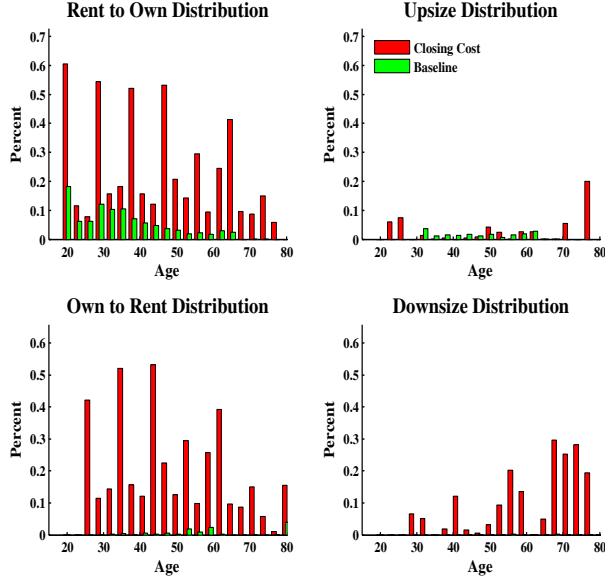 Rent to Own Distribution
0.7
0.6
0.5
0.4
0.3
0.2
0.1
0
Percent
20 30 40 50 60 70 80
Age
Upsize Distribution
Closing Cost
Baseline
0.7
0.6
0.5
0.4
0.3
0.2
0.1
0
Percent
20 30 40 50 60 70 80
Age
Own to Rent Distribution
0.6
0.5
0.4
0.3
0.2
0.1
0
Percent
20 30 40 50 60 70 80
Age
Downsize Distribution
0.6
0.5
0.4
0.3
0.2
0.1
0
Percent
20 30 40 50 60 70 80
Age